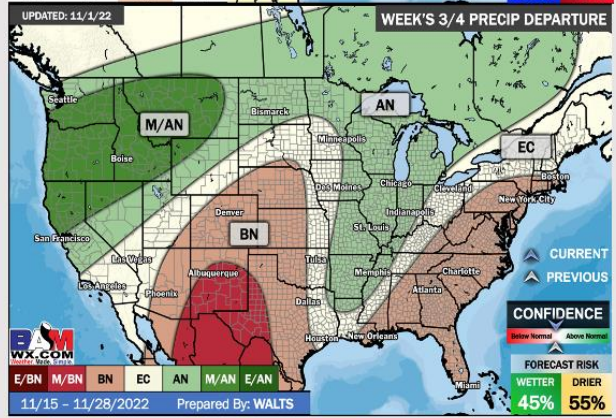 UPDATED: 11/1/22
WEEK'S 3/4 PRECIP DEPARTURE
Seattle
M/AN
Bismarck
AN
Minneapolis
EC
Boise
Boston
Des Moines
Chicago
Cleveland
New York City
Denver
Indianapolis
San Francisco
BN
St. Louis
Las Vegas
CURRENT
Tulsa
PREVIOUS
Los Angeles
Albuquerque
Memphis
Charlotte
Phoenix
Atlanta
Dallas
CONFIDENCE
Below Normal
Above Normal
Houston
New Orleans
BAM
WX.COM
Weather. Made. Simple.
FORECAST RISK
E/BN M/BN BN EC AN M/AN E/AN
WETTER DRIER
Miami
45% 55%
11/15 - 11/28/2022 Prepared By: WALTS